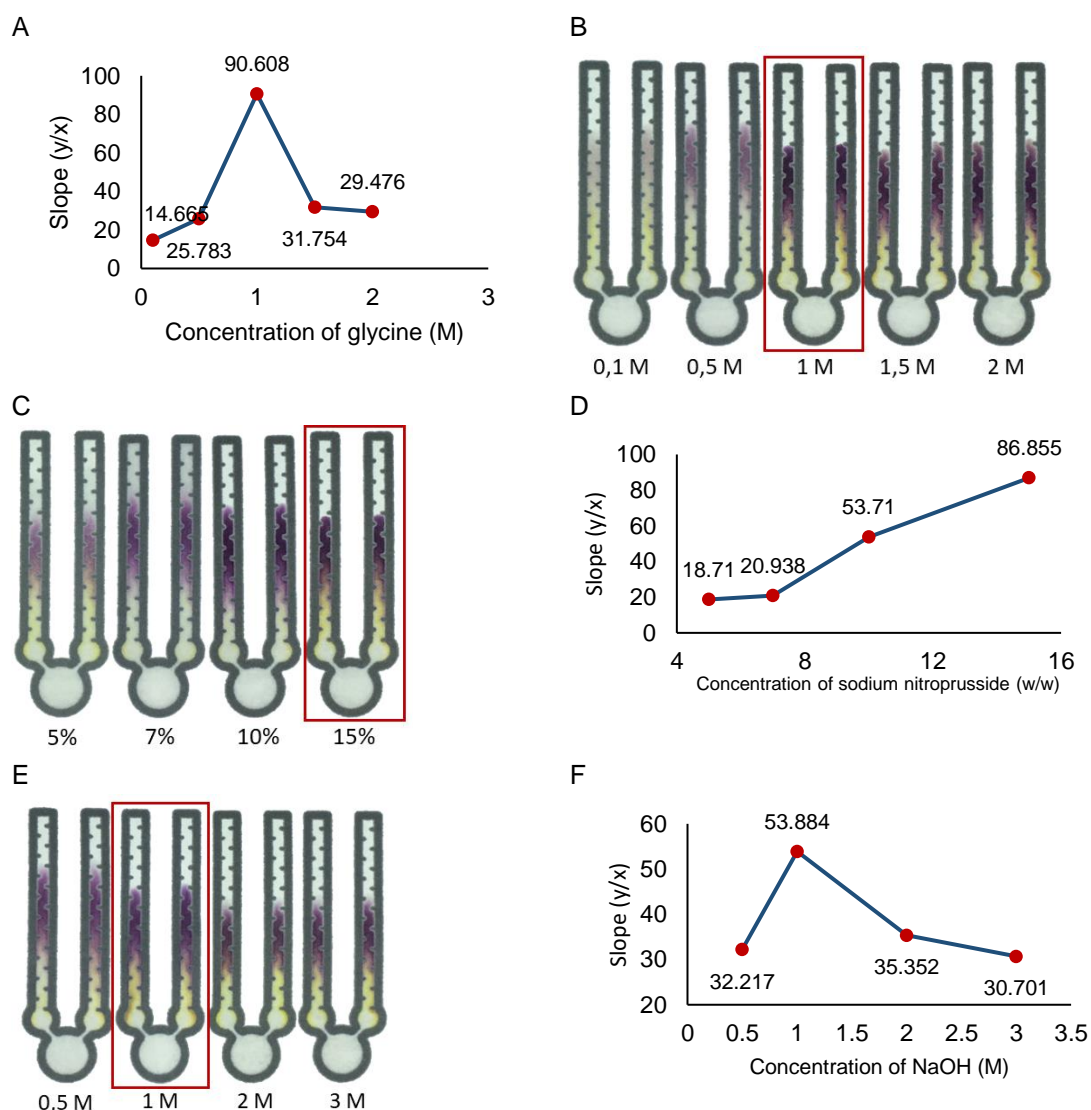 A
90.608
100
80
60
40
20
0
Slope (y/x)
14.665
25.783
31.754
29.476
0
1
2
3
Concentration of glycine (M)
B
0,1 M
0,5 M
1 M
1,5 M
2 M
C
5%
7%
10%
15%
D
100
80
60
40
20
0
Slope (y/x)
18.71
20.938
53.71
86.855
4
8
12
16
Concentration of sodium nitroprusside (w/w)
E
0,5 M
1 M
2 M
3 M
F
60
50
40
30
20
Slope (y/x)
53.884
32.217
35.352
30.701
0
0.5
1
1.5
2
2.5
3
3.5
Concentration of NaOH (M)